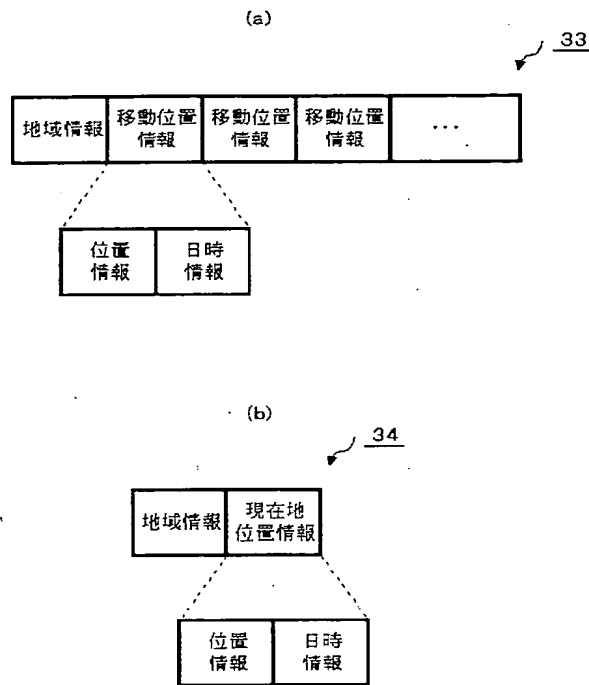 (a)
33
地域情報 移動位置情報 移動位置情報 移動位置情報 ･･･
位置情報 日時情報
(b)
34
地域情報 現在地位置情報
位置情報 日時情報